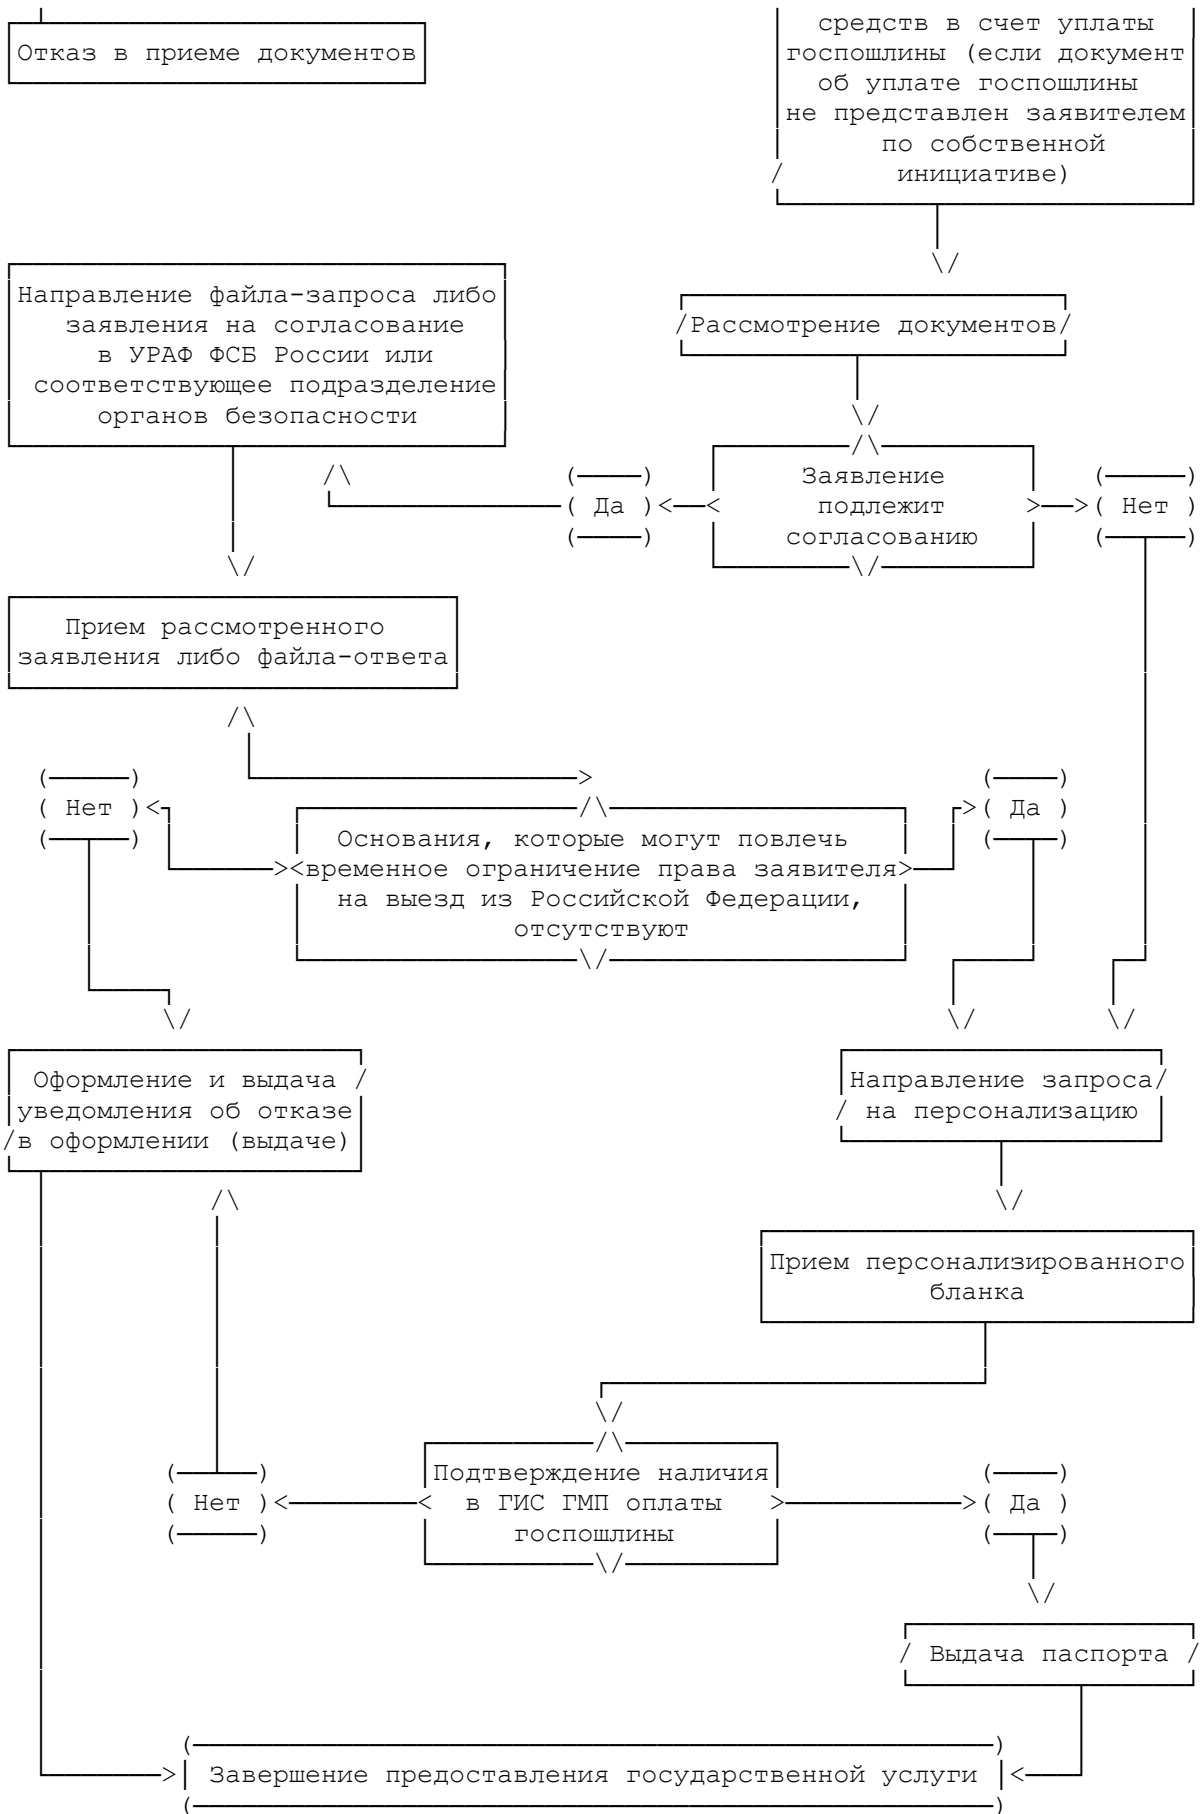 Отказ в приеме документов
средств в счет уплаты
госпошлины (если документ
об уплате госпошлины
не представлен заявителем
по собственной
инициативе)
Направление файла-запроса либо
заявления на согласование
в УРАФ ФСБ России или
соответствующее подразделение
органов безопасности
Рассмотрение документов
Да
Заявление
подлежит
согласованию
Нет
Прием рассмотренного
заявления либо файла-ответа
Нет
Основания, которые могут повлечь
временное ограничение права заявителя
на выезд из Российской Федерации,
отсутствуют
Да
Оформление и выдача
уведомления об отказе
в оформлении (выдаче)
Направление запроса
на персонализацию
Прием персонализированного
бланка
Нет
Подтверждение наличия
в ГИС ГМП оплаты
госпошлины
Да
Выдача паспорта
Завершение предоставления государственной услуги